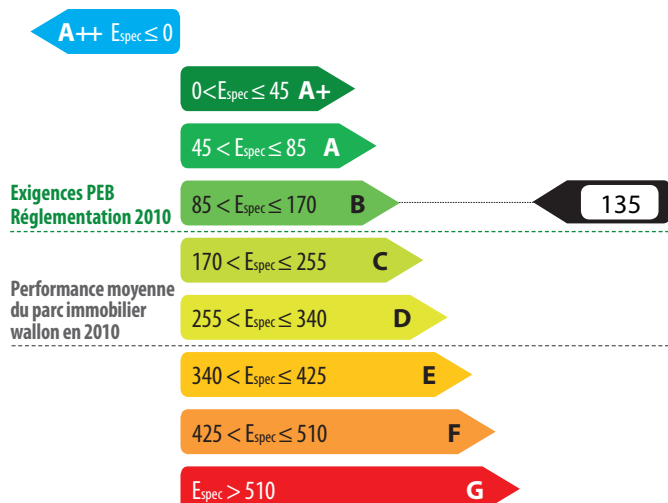 A++ Espec ≤ 0
0<Espec ≤ 45 A+
45 < Espec ≤ 85 A
Exigences PEB
Réglementation 2010
85 < Espec ≤ 170 B
135
170 < Espec ≤ 255 C
Performance moyenne
du parc immobilier
wallon en 2010
255 < Espec ≤ 340 D
340 < Espec ≤ 425 E
425 < Espec ≤ 510 F
Espec > 510 G